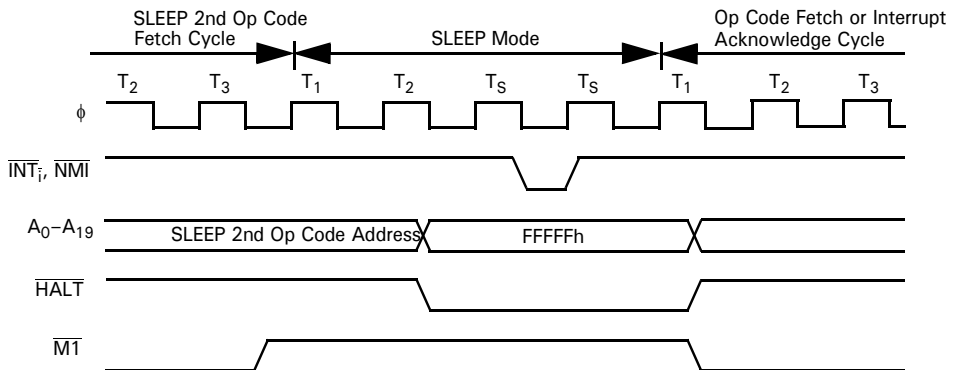 SLEEP 2nd Op Code
Fetch Cycle
SLEEP Mode
Op Code Fetch or Interrupt
Acknowledge Cycle
T2 T3 T1 T2 TS TS T1 T2 T3
φ
INTi, NMI
A0–A19
SLEEP 2nd Op Code Address
FFFFFh
HALT
M1